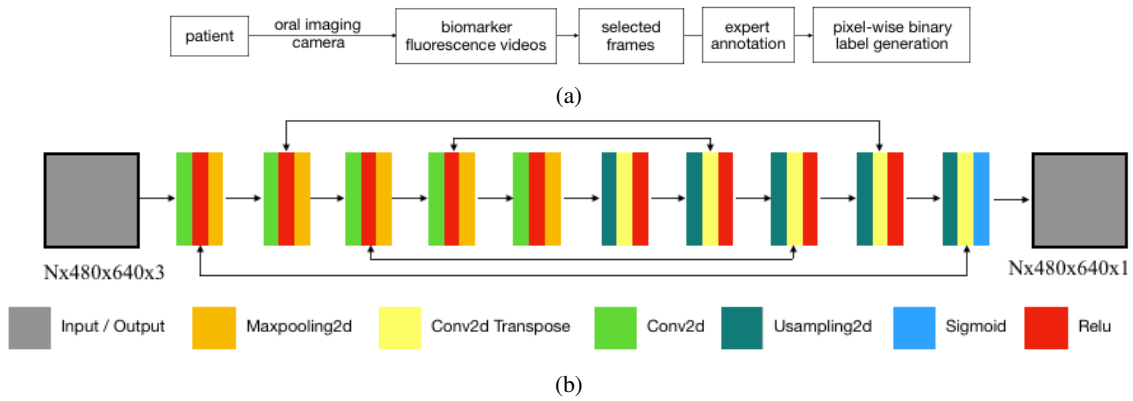 patient
oral imaging
camera
biomarker
fluorescence videos
selected
frames
expert
annotation
pixel-wise binary
label generation
(a)
Nx480x640x3
Nx480x640x1
Input / Output
Maxpooling2d
Conv2d Transpose
Conv2d
Usampling2d
Sigmoid
Relu
(b)